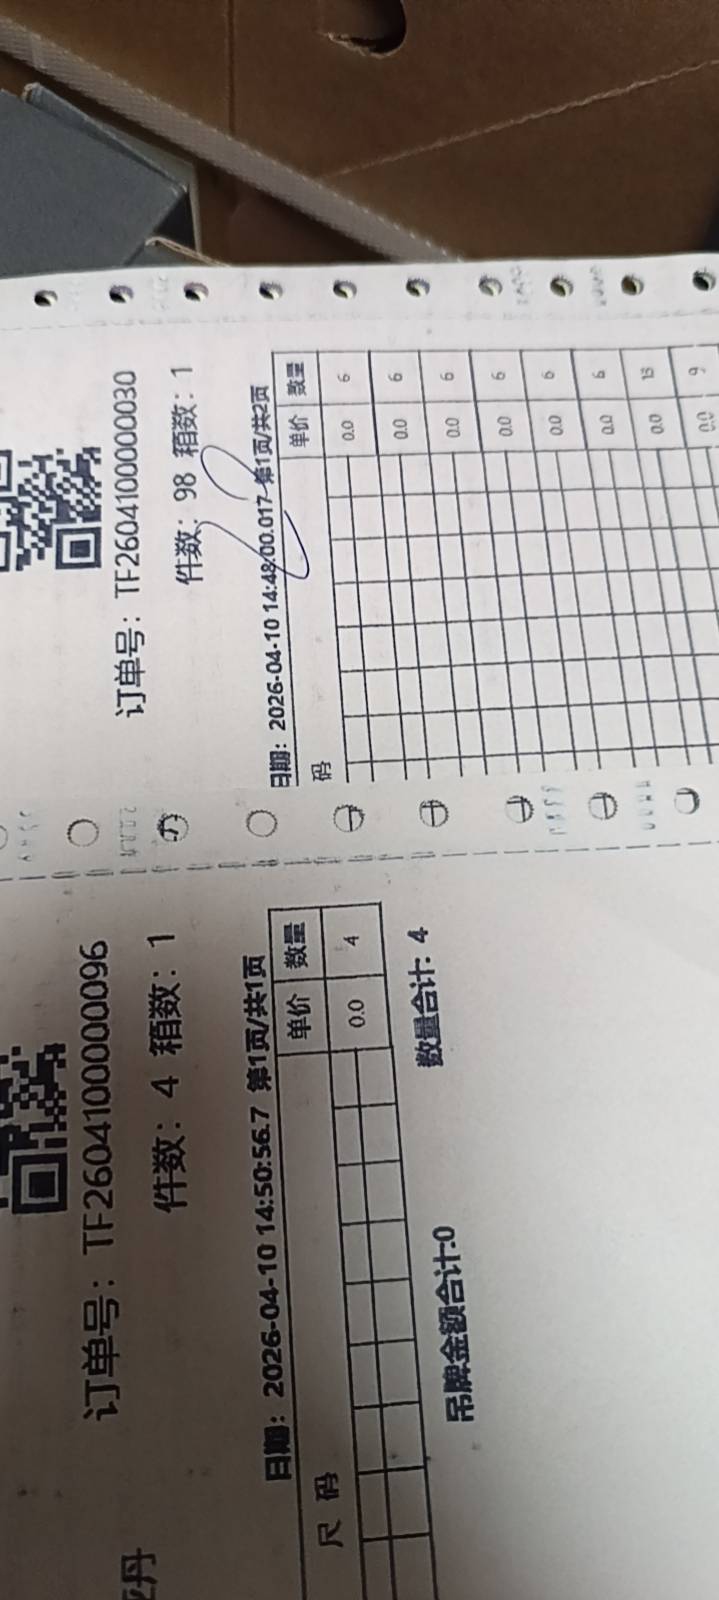 订单号：TF26041000000030
件数：98 箱数：1
日期：2026-04-10 14:48:00.017 第1页/共2页
码 单价 数量
0.0 6
0.0 6
0.0 6
0.0 6
0.0 6
0.0 6
0.0 13
0.0 9
订单号：TF26041000000096
件数：4 箱数：1
日期：2026-04-10 14:50:56.7 第1页/共1页
尺 码 单价 数量
0.0 4
吊牌金额合计:0 数量合计: 4